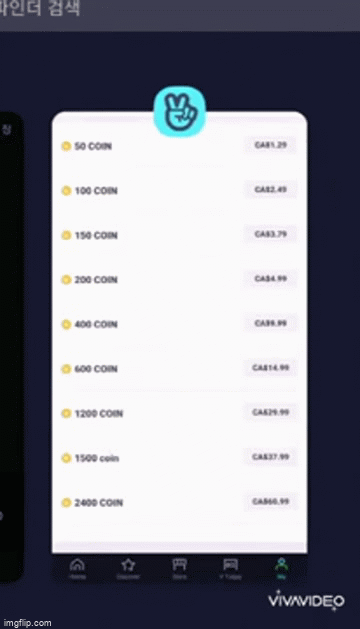 파인더 검색
50 COIN CA$1.29
100 COIN CA$2.49
150 COIN CA$3.79
200 COIN CA$4.99
400 COIN CA$9.99
600 COIN CA$14.99
1200 COIN CA$29.99
1500 coin CA$37.99
2400 COIN CA$60.99
Home Discover Store Me
VIVAVIDEO
imgflip.com